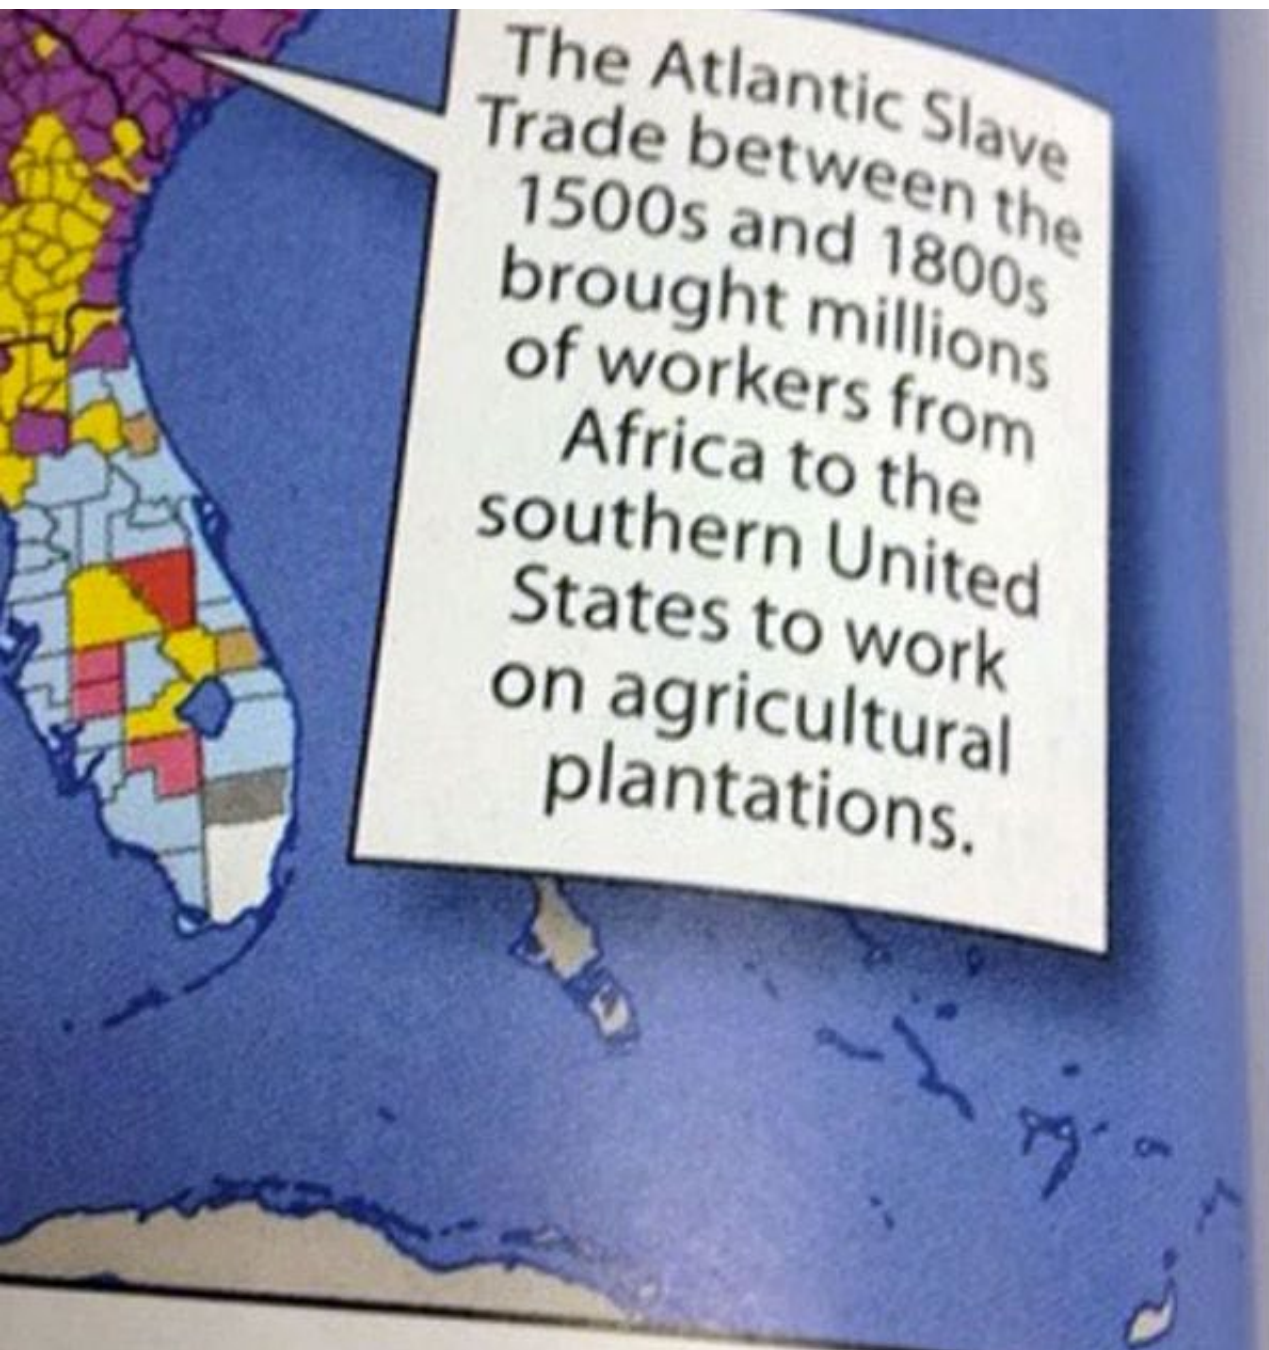 The Atlantic Slave
Trade between the
1500s and 1800s
brought millions
of workers from
Africa to the
southern United
States to work
on agricultural
plantations.